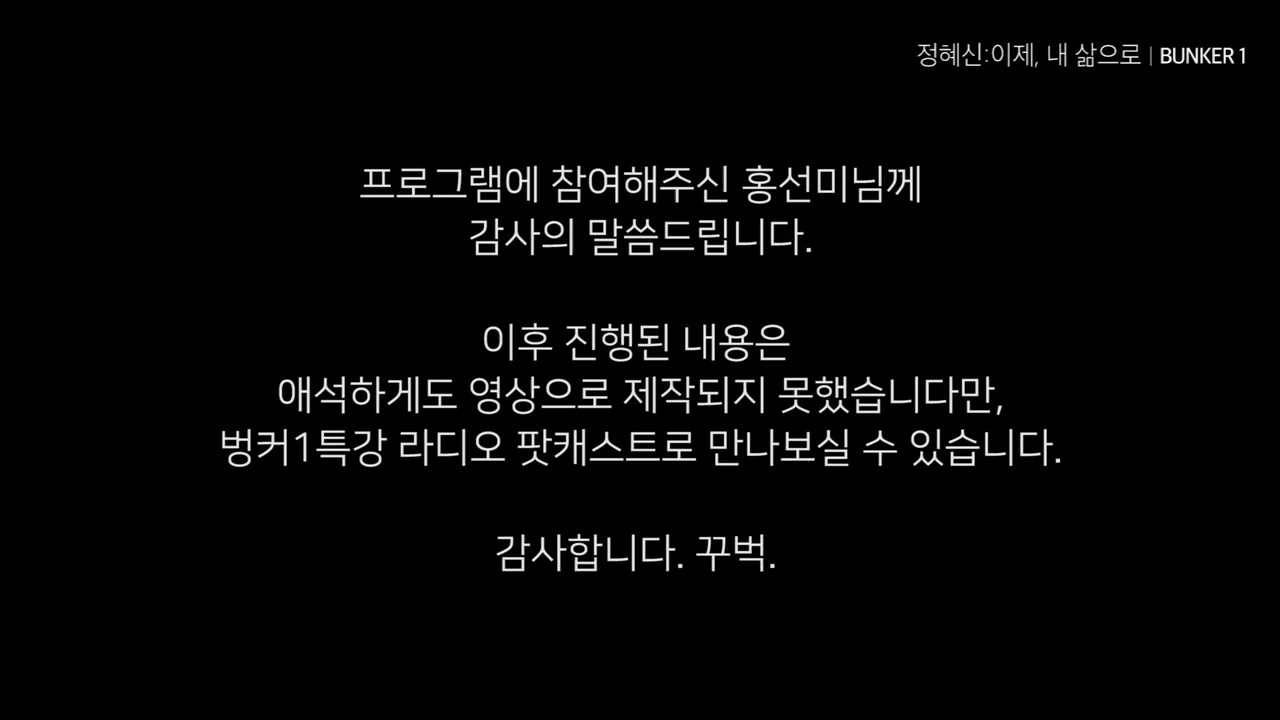 정혜신:이제, 내 삶으로 | BUNKER 1
프로그램에 참여해주신 홍선미님께
감사의 말씀드립니다.
이후 진행된 내용은
애석하게도 영상으로 제작되지 못했습니다만,
벙커1특강 라디오 팟캐스트로 만나보실 수 있습니다.
감사합니다. 꾸벅.